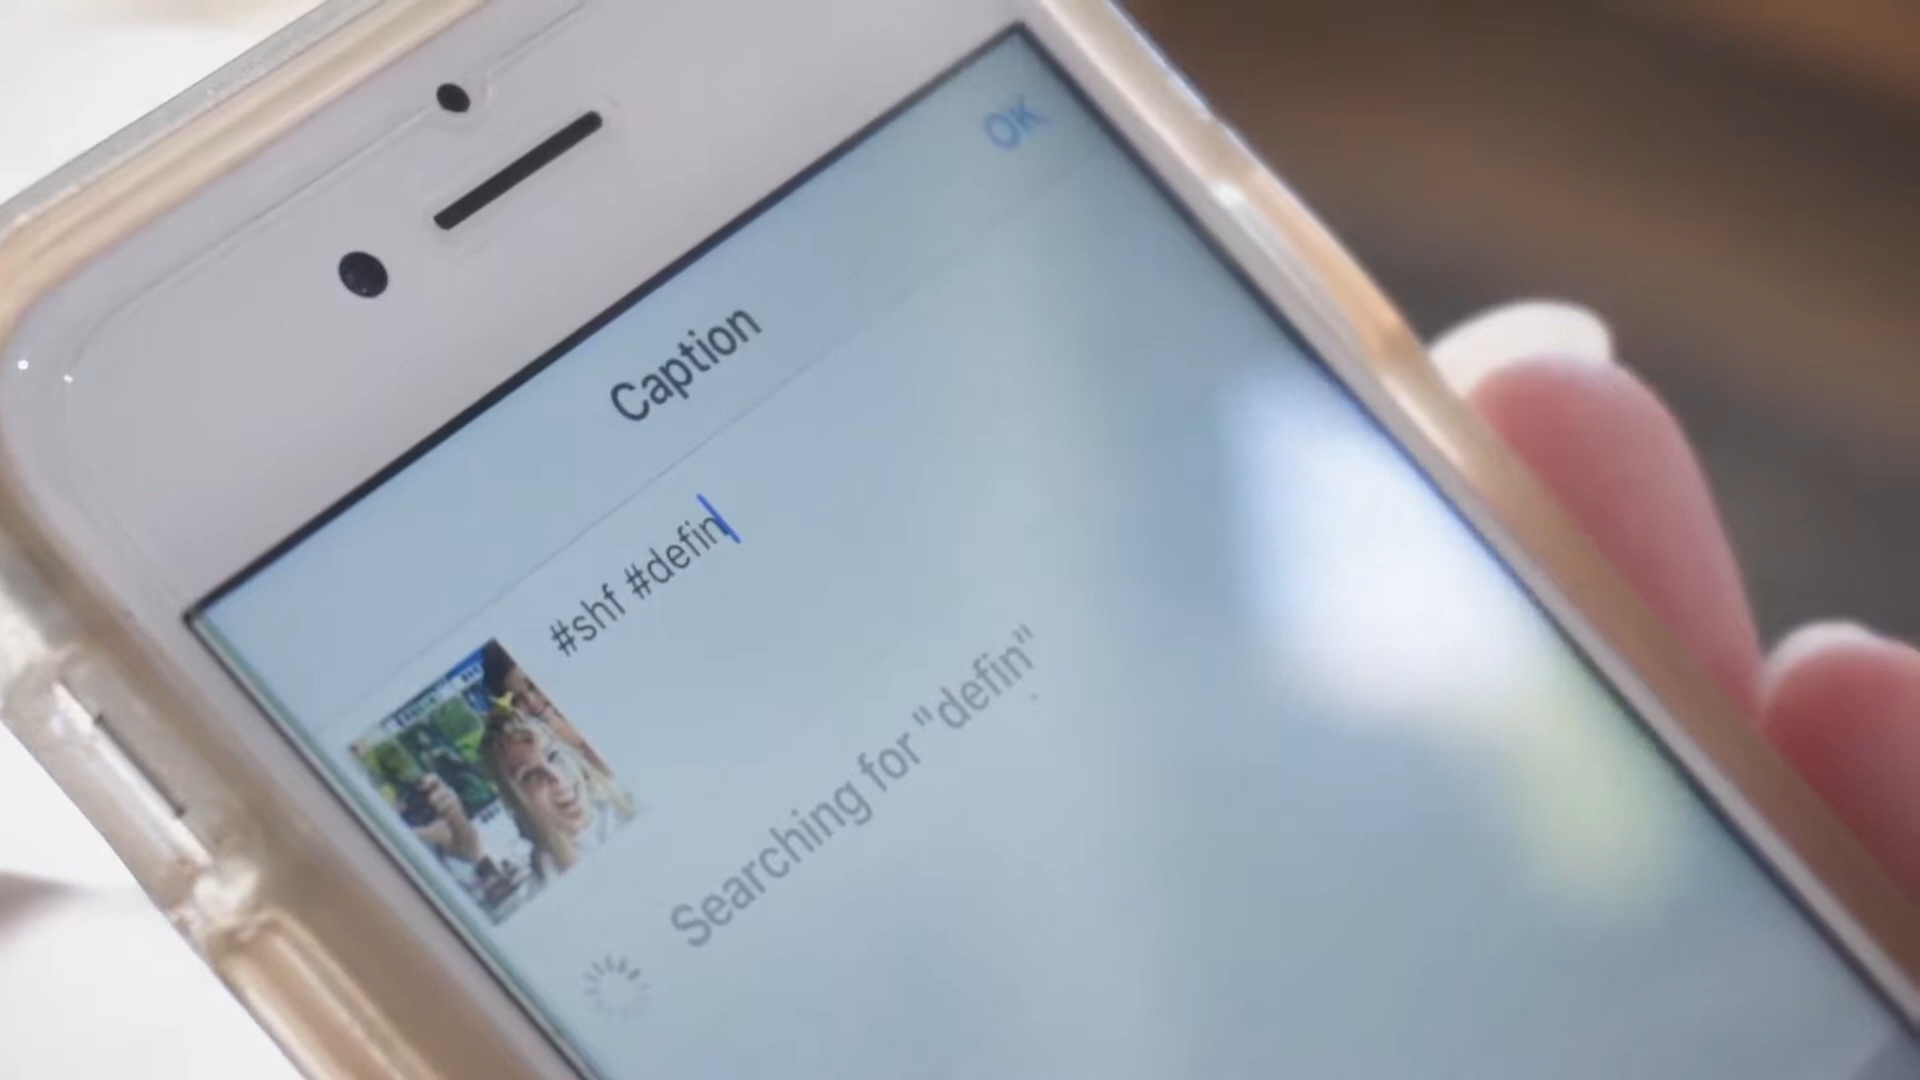 OK
Caption
#shf #defin
Searching for "defin"